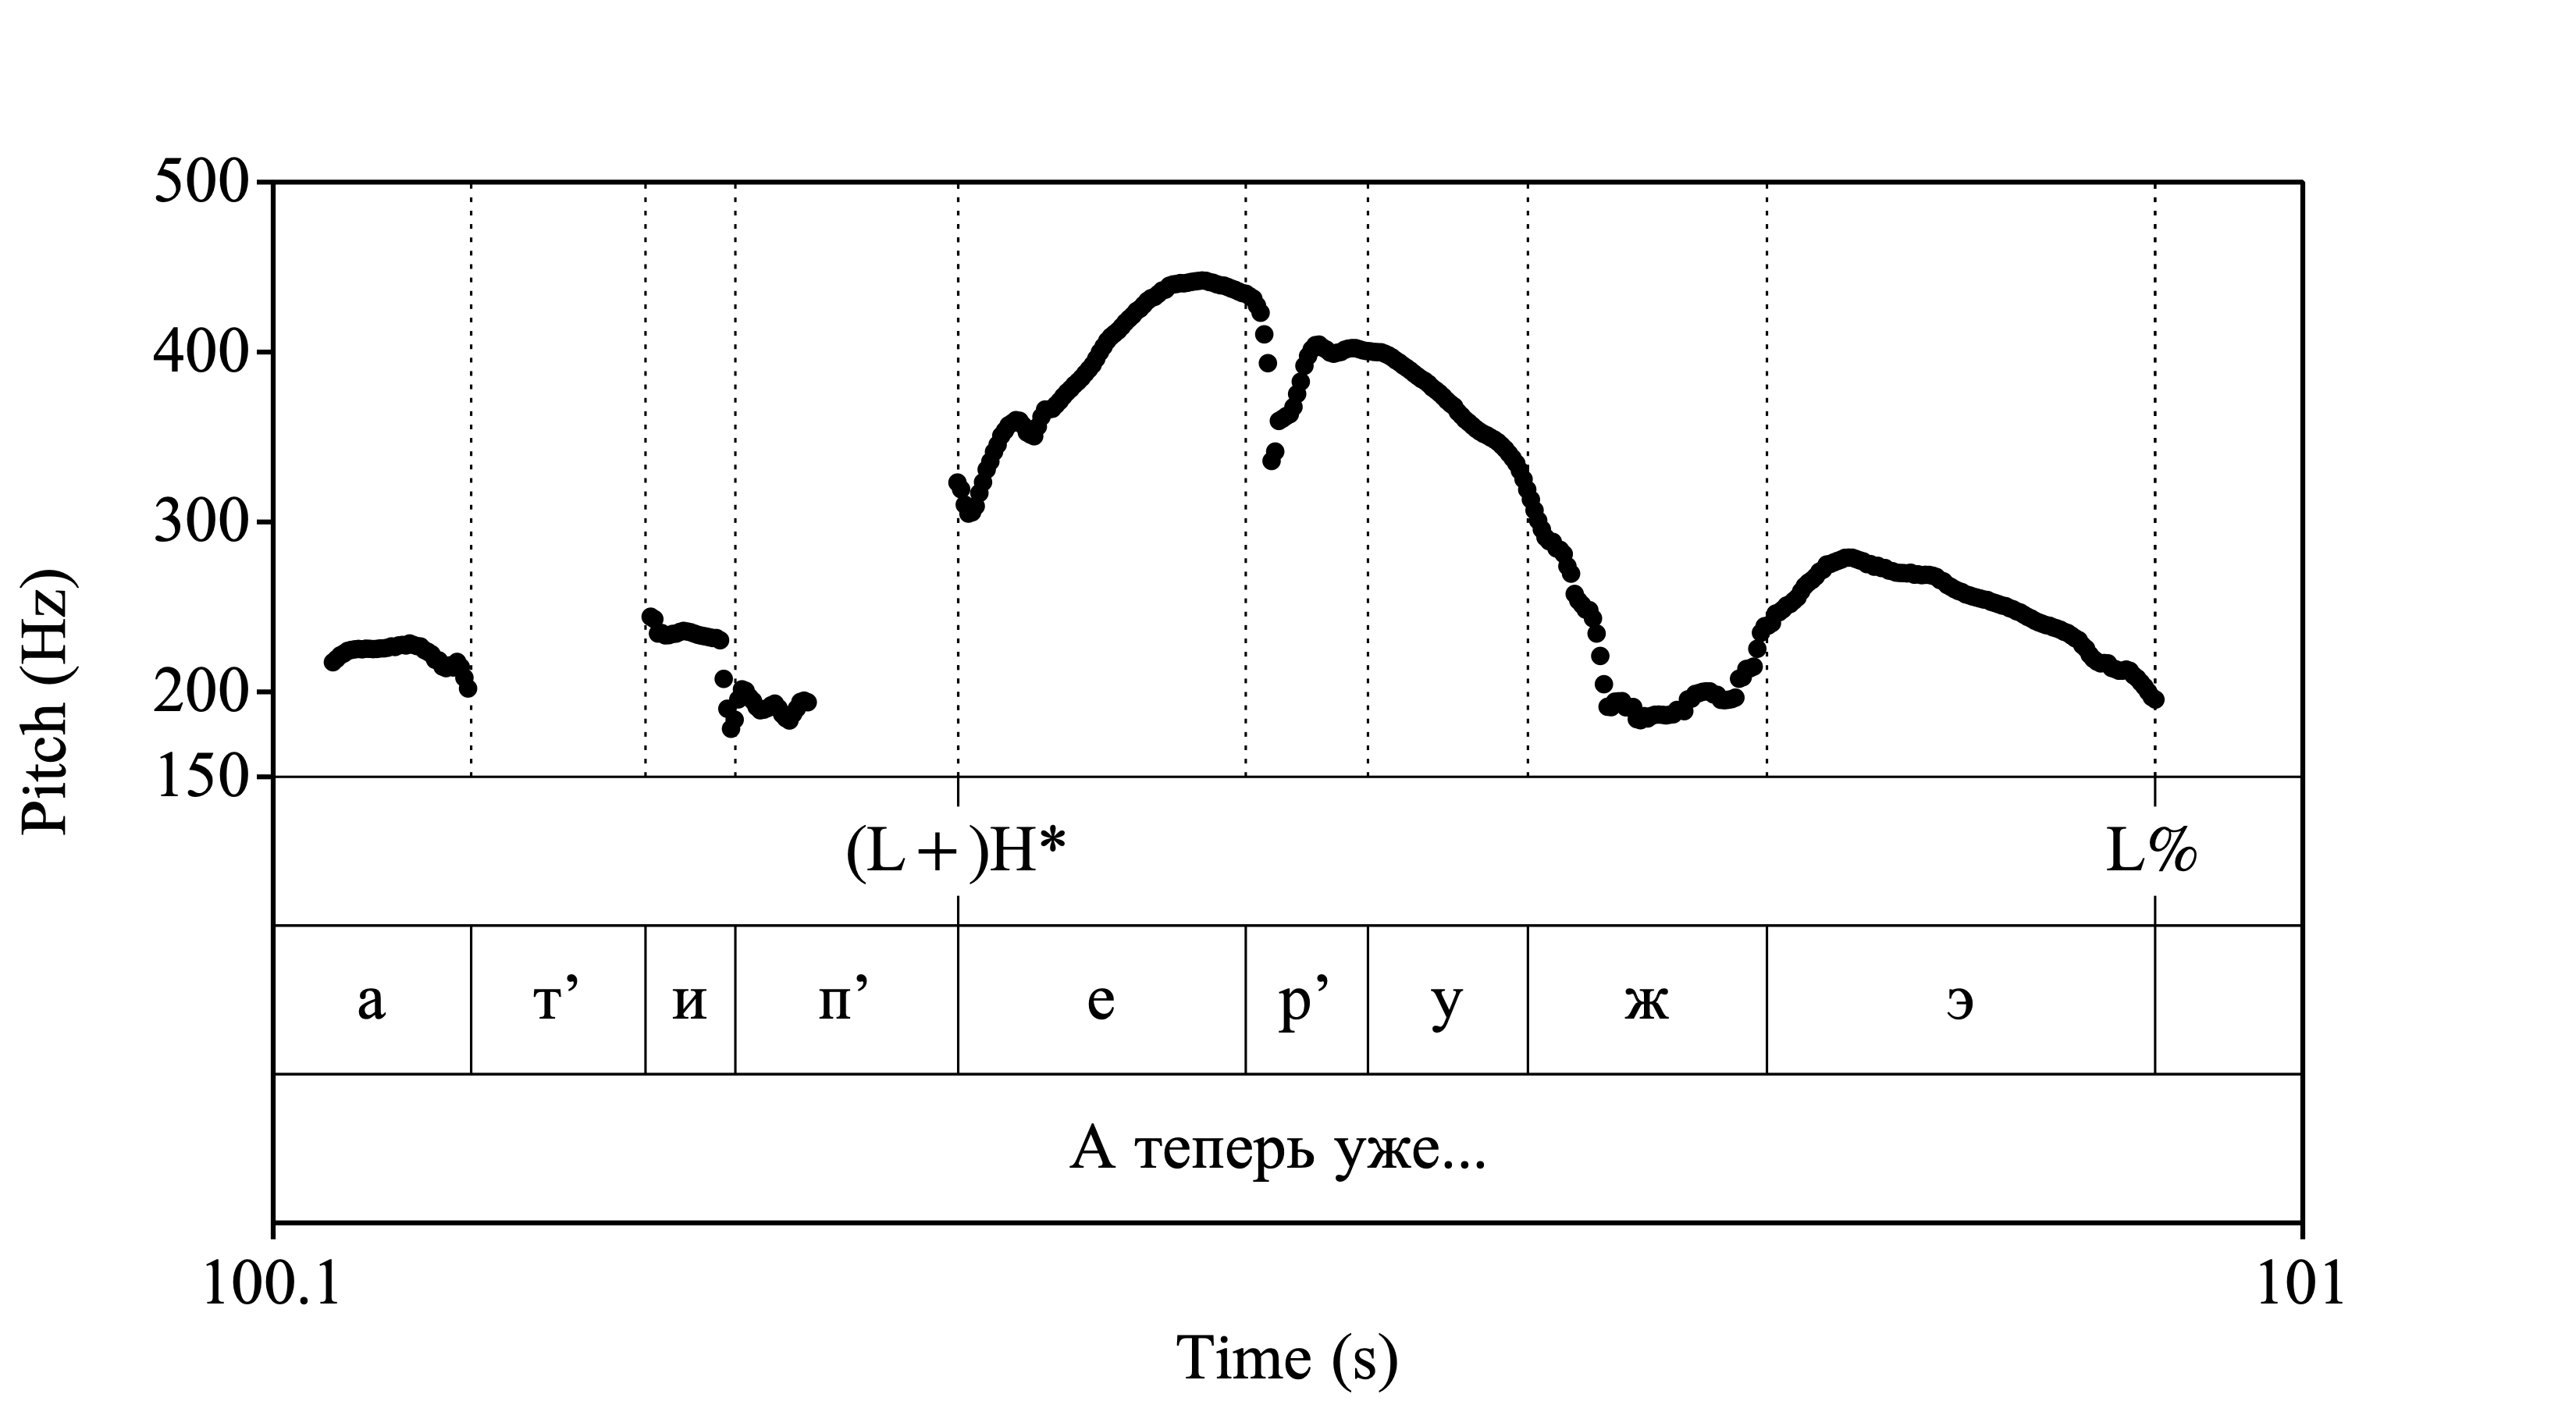 500
400
300
200
150
Pitch (Hz)
(L+)H* L%
а т’ и п’ е р’ у ж э
А теперь уже...
100.1 101
Time (s)